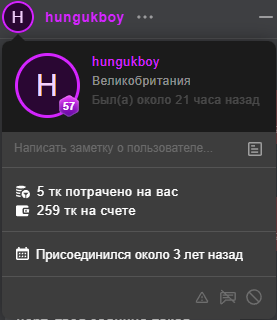 H hungukboy ...
H
57
hungukboy
Великобритания
Был(а) около 21 часа назад
Написать заметку о пользователе...
5 тк потрачено на вас
259 тк на счете
Присоединился около 3 лет назад